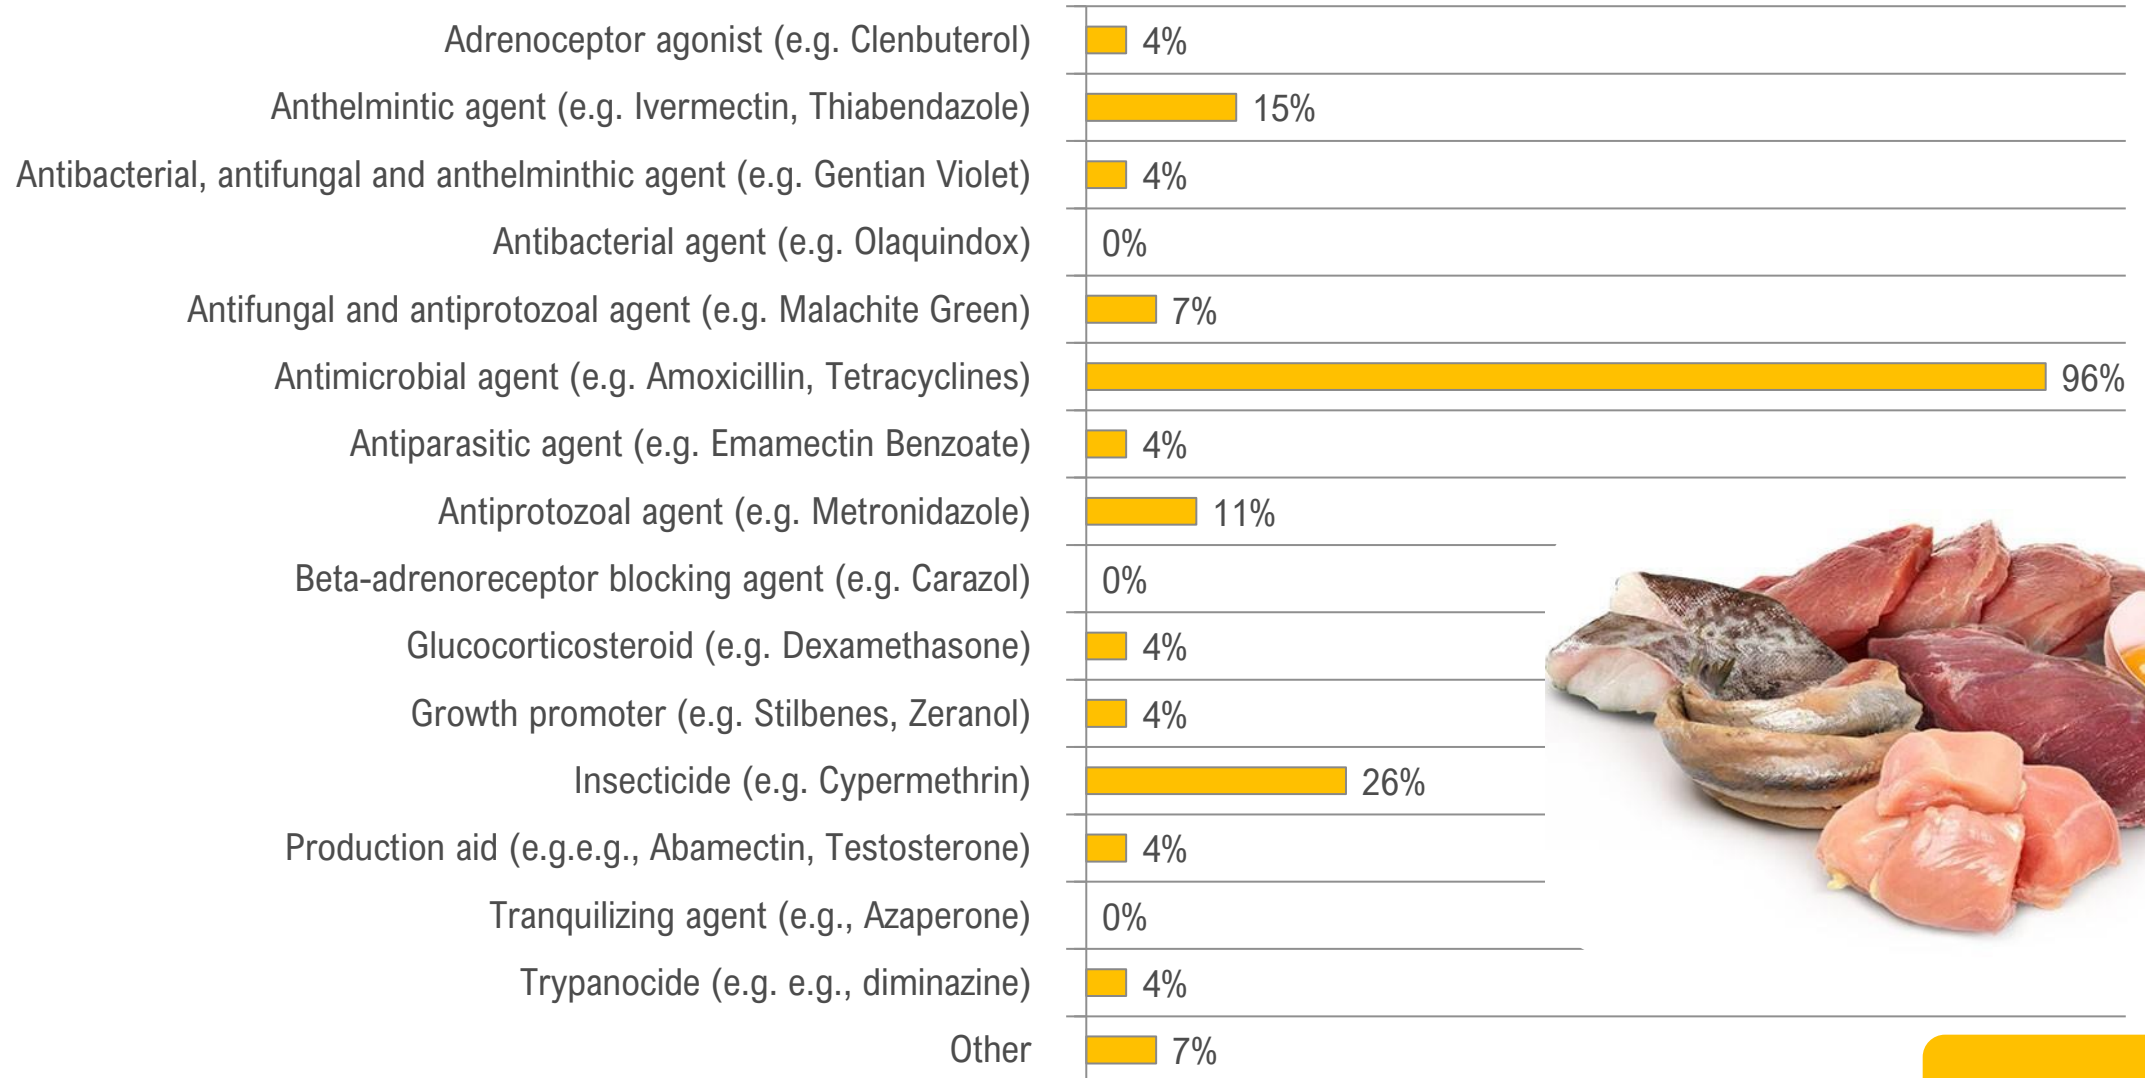 Adrenoceptor agonist (e.g. Clenbuterol) 4%
Anthelmintic agent (e.g. Ivermectin, Thiabendazole) 15%
Antibacterial, antifungal and anthelminthic agent (e.g. Gentian Violet) 4%
Antibacterial agent (e.g. Olaquindox) 0%
Antifungal and antiprotozoal agent (e.g. Malachite Green) 7%
Antimicrobial agent (e.g. Amoxicillin, Tetracyclines) 96%
Antiparasitic agent (e.g. Emamectin Benzoate) 4%
Antiprotozoal agent (e.g. Metronidazole) 11%
Beta-adrenoreceptor blocking agent (e.g. Carazol) 0%
Glucocorticosteroid (e.g. Dexamethasone) 4%
Growth promoter (e.g. Stilbenes, Zeranol) 4%
Insecticide (e.g. Cypermethrin) 26%
Production aid (e.g.e.g., Abamectin, Testosterone) 4%
Tranquilizing agent (e.g., Azaperone) 0%
Trypanocide (e.g. e.g., diminazine) 4%
Other 7%